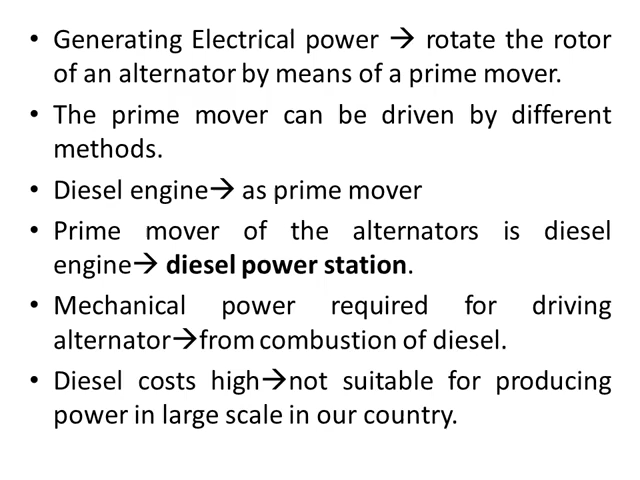 • Generating Electrical power → rotate the rotor
of an alternator by means of a prime mover.
• The prime mover can be driven by different
methods.
• Diesel engine→ as prime mover
• Prime mover of the alternators is diesel
engine→ diesel power station.
• Mechanical power required for driving
alternator→from combustion of diesel.
• Diesel costs high→not suitable for producing
power in large scale in our country.